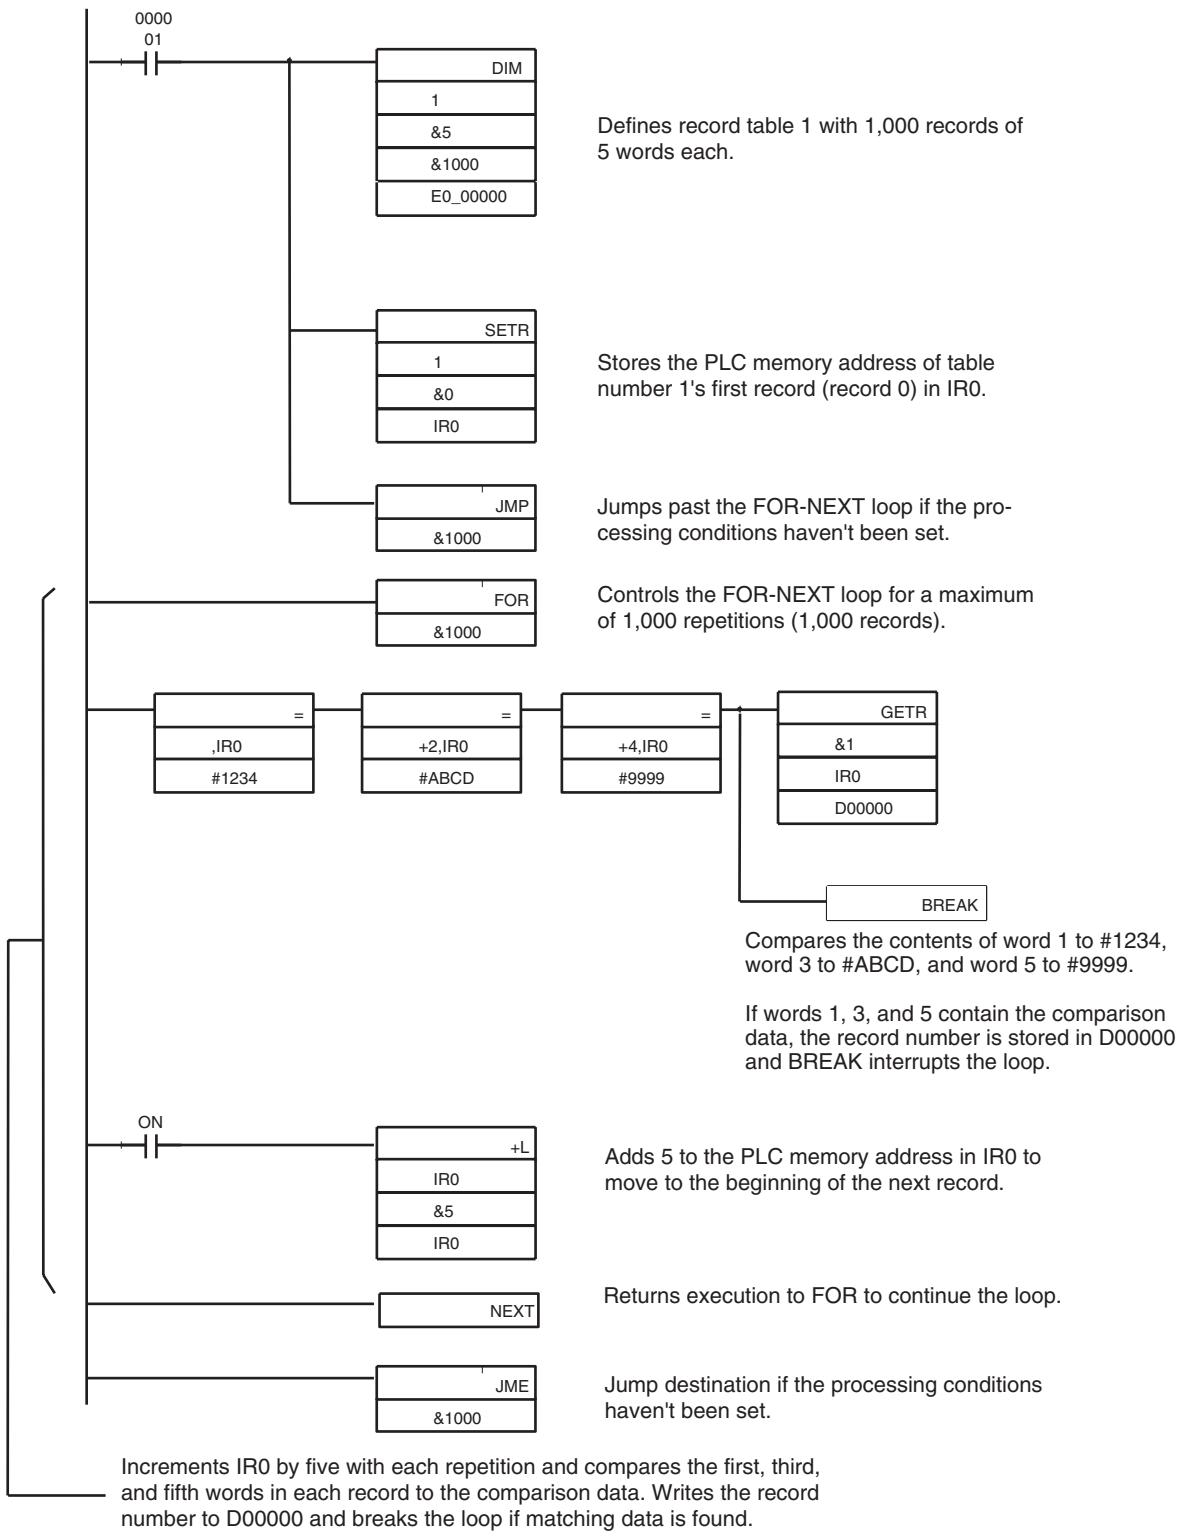 0000
01
DIM
1
&5
&1000
E0_00000
Defines record table 1 with 1,000 records of
5 words each.
SETR
1
&0
IR0
Stores the PLC memory address of table
number 1's first record (record 0) in IR0.
JMP
&1000
Jumps past the FOR-NEXT loop if the pro-
cessing conditions haven't been set.
FOR
&1000
Controls the FOR-NEXT loop for a maximum
of 1,000 repetitions (1,000 records).
=
,IR0
#1234
=
+2,IR0
#ABCD
=
+4,IR0
#9999
GETR
&1
IR0
D00000
BREAK
Compares the contents of word 1 to #1234,
word 3 to #ABCD, and word 5 to #9999.
If words 1, 3, and 5 contain the comparison
data, the record number is stored in D00000
and BREAK interrupts the loop.
ON
+L
IR0
&5
IR0
Adds 5 to the PLC memory address in IR0 to
move to the beginning of the next record.
NEXT
Returns execution to FOR to continue the loop.
JME
&1000
Jump destination if the processing conditions
haven't been set.
Increments IR0 by five with each repetition and compares the first, third,
and fifth words in each record to the comparison data. Writes the record
number to D00000 and breaks the loop if matching data is found.